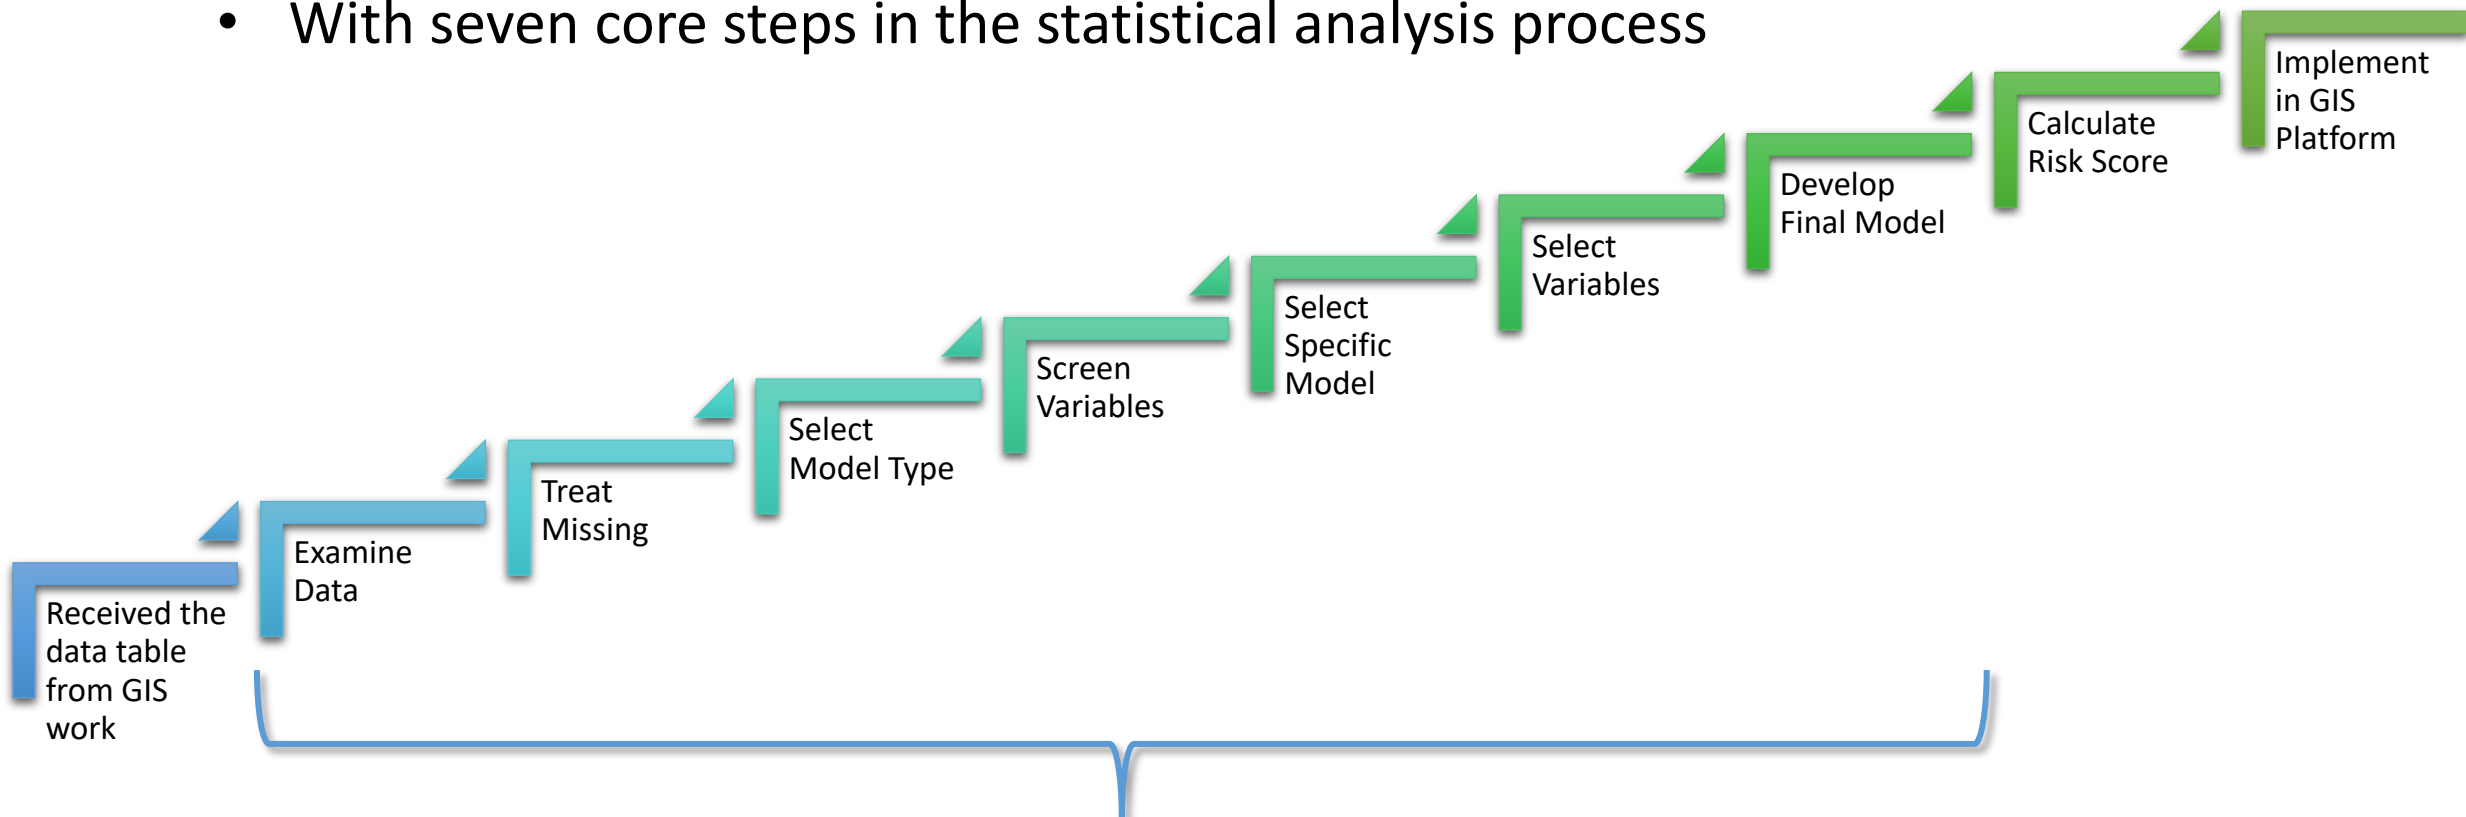 • With seven core steps in the statistical analysis process
Received the
data table
from GIS
work
Examine
Data
Treat
Missing
Select
Model Type
Screen
Variables
Select
Specific
Model
Select
Variables
Develop
Final Model
Calculate
Risk Score
Implement
in GIS
Platform